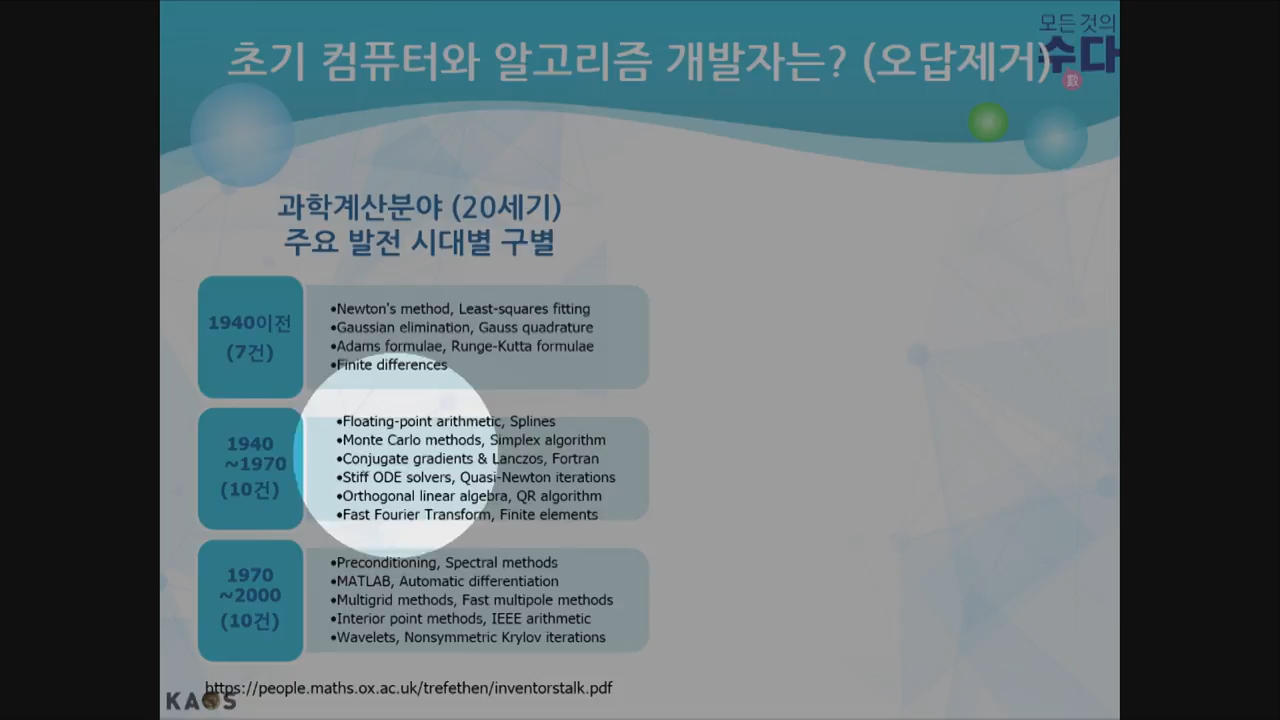 모든 것의
수다
數
초기 컴퓨터와 알고리즘 개발자는? (오답제거)
과학계산분야 (20세기)
주요 발전 시대별 구별
1940이전
(7건)
•Newton's method, Least-squares fitting
•Gaussian elimination, Gauss quadrature
•Adams formulae, Runge-Kutta formulae
•Finite differences
1940
~1970
(10건)
•Floating-point arithmetic, Splines
•Monte Carlo methods, Simplex algorithm
•Conjugate gradients & Lanczos, Fortran
•Stiff ODE solvers, Quasi-Newton iterations
•Orthogonal linear algebra, QR algorithm
•Fast Fourier Transform, Finite elements
1970
~2000
(10건)
•Preconditioning, Spectral methods
•MATLAB, Automatic differentiation
•Multigrid methods, Fast multipole methods
•Interior point methods, IEEE arithmetic
•Wavelets, Nonsymmetric Krylov iterations
https://people.maths.ox.ac.uk/trefethen/inventorstalk.pdf
KAOS